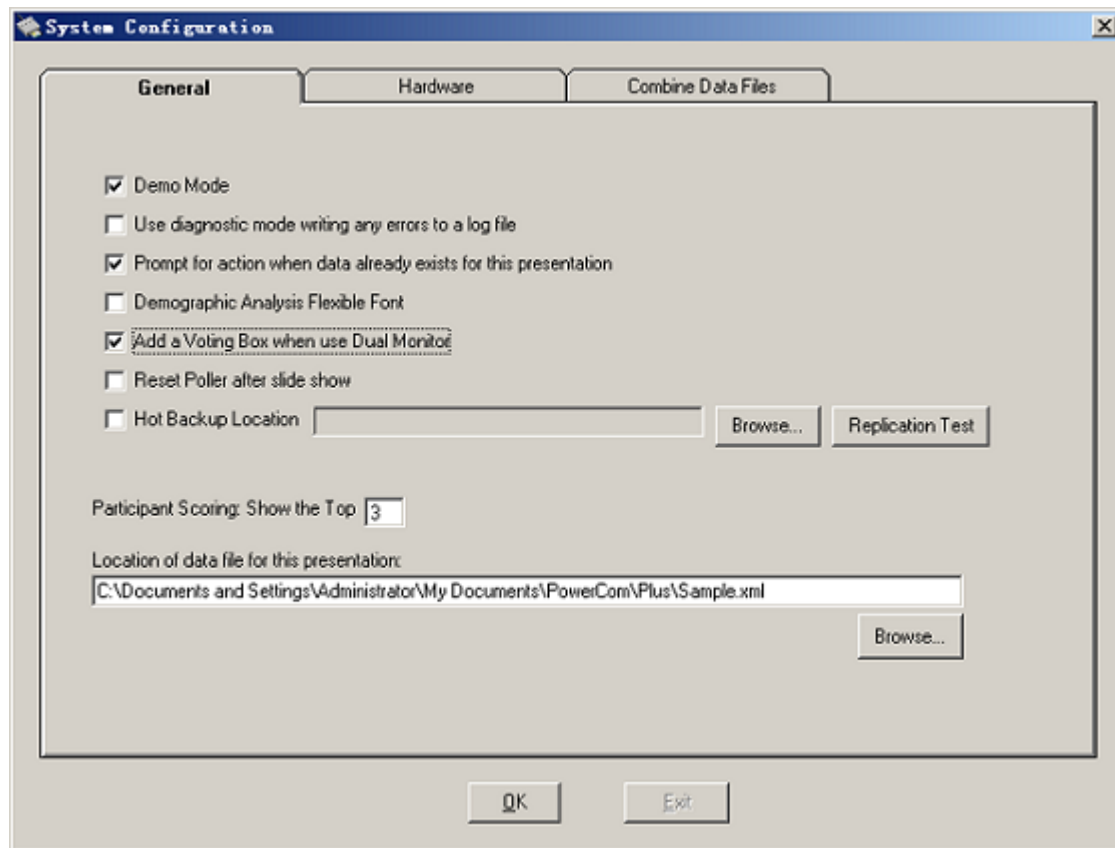 System Configuration
General
Hardware
Combine Data Files
Demo Mode
Use diagnostic mode writing any errors to a log file
Prompt for action when data already exists for this presentation
Demographic Analysis Flexible Font
Add a Voting Box when use Dual Monitor
Reset Poller after slide show
Hot Backup Location
Browse...
Replication Test
Participant Scoring: Show the Top 3
Location of data file for this presentation:
C:\Documents and Settings\Administrator\My Documents\PowerCom\Plus\Sample.xml
Browse...
OK
Exit